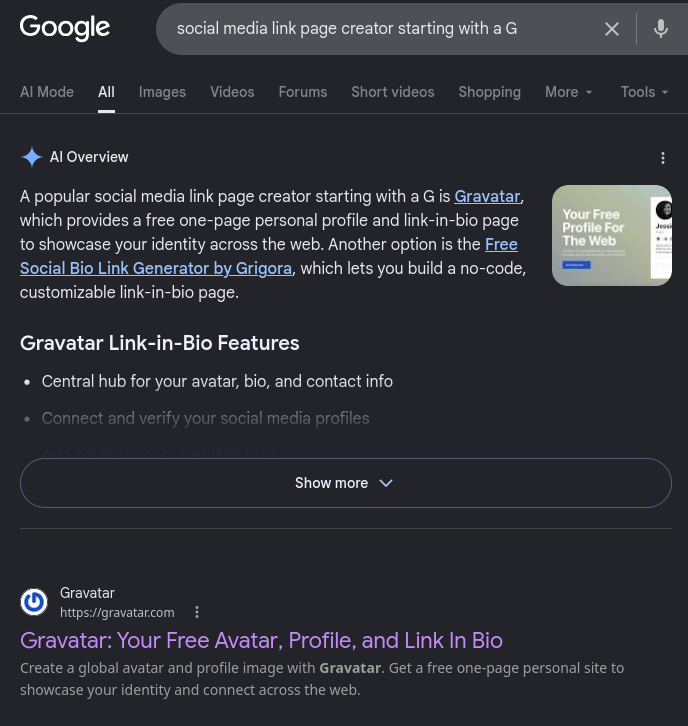 Google
social media link page creator starting with a G
AI Mode
All
Images
Videos
Forums
Short videos
Shopping
More
Tools
AI Overview
A popular social media link page creator starting with a G is Gravatar,
which provides a free one-page personal profile and link-in-bio page
to showcase your identity across the web. Another option is the Free
Social Bio Link Generator by Grigora, which lets you build a no-code,
customizable link-in-bio page.
Your Free
Profile For
The Web
Gravatar Link-in-Bio Features
• Central hub for your avatar, bio, and contact info
• Connect and verify your social media profiles
Show more
Gravatar
https://gravatar.com
Gravatar: Your Free Avatar, Profile, and Link In Bio
Create a global avatar and profile image with Gravatar. Get a free one-page personal site to
showcase your identity and connect across the web.